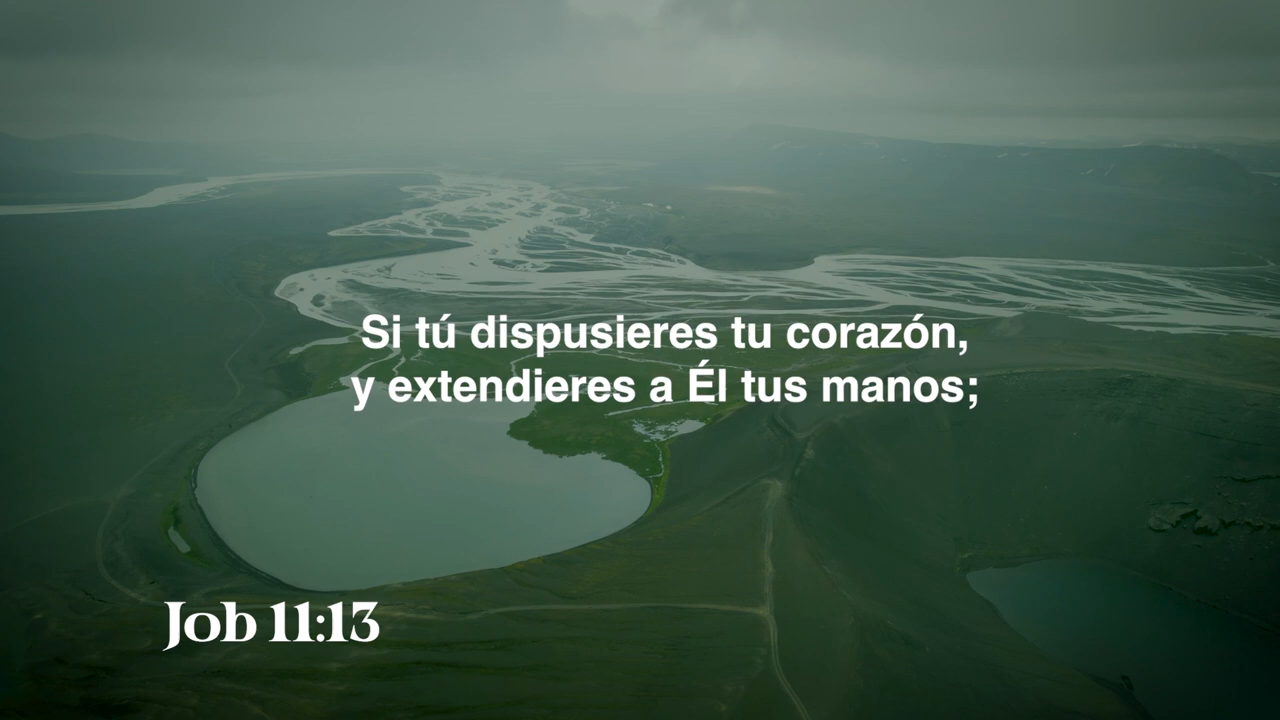 Si tú dispusieres tu corazón,
y extendieres a Él tus manos;
Job 11:13